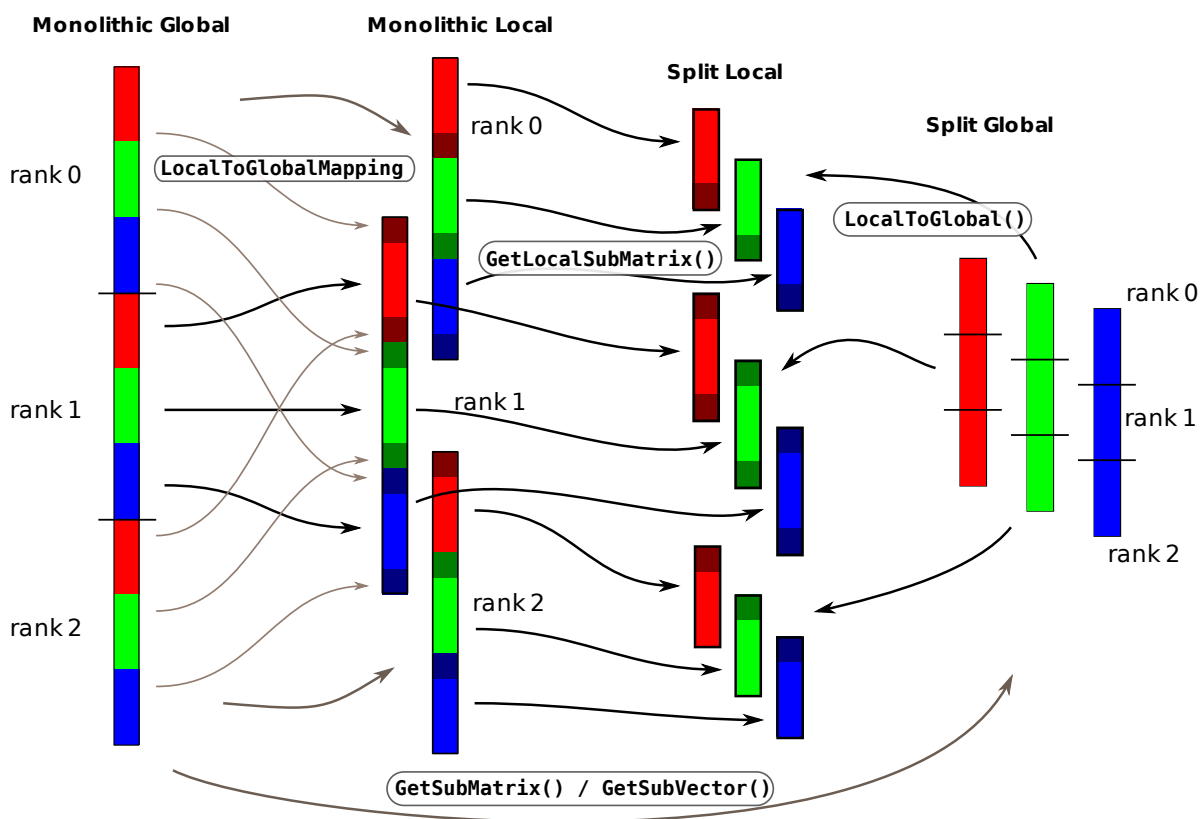 Monolithic Global
Monolithic Local
Split Local
Split Global
rank 0
LocalToGlobalMapping
rank 0
GetLocalSubMatrix()
LocalToGlobal()
rank 0
rank 1
rank 1
rank 1
rank 2
rank 2
rank 2
GetSubMatrix() / GetSubVector()